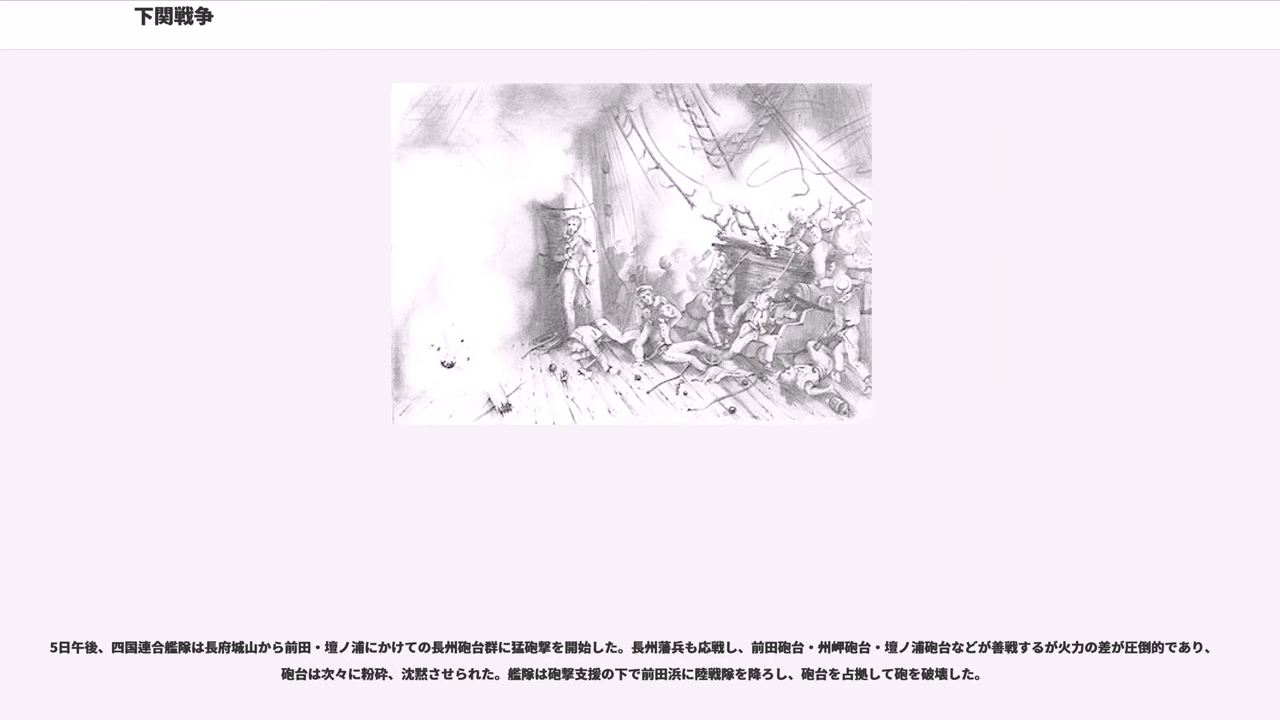 下関戦争
5日午後、四国連合艦隊は長府城山から前田・壇ノ浦にかけての長州砲台群に猛砲撃を開始した。長州藩兵も応戦し、前田砲台・州岬砲台・壇ノ浦砲台などが善戦するが火力の差が圧倒的であり、
砲台は次々に粉砕、沈黙させられた。艦隊は砲撃支援の下で前田浜に陸戦隊を降ろし、砲台を占拠して砲を破壊した。